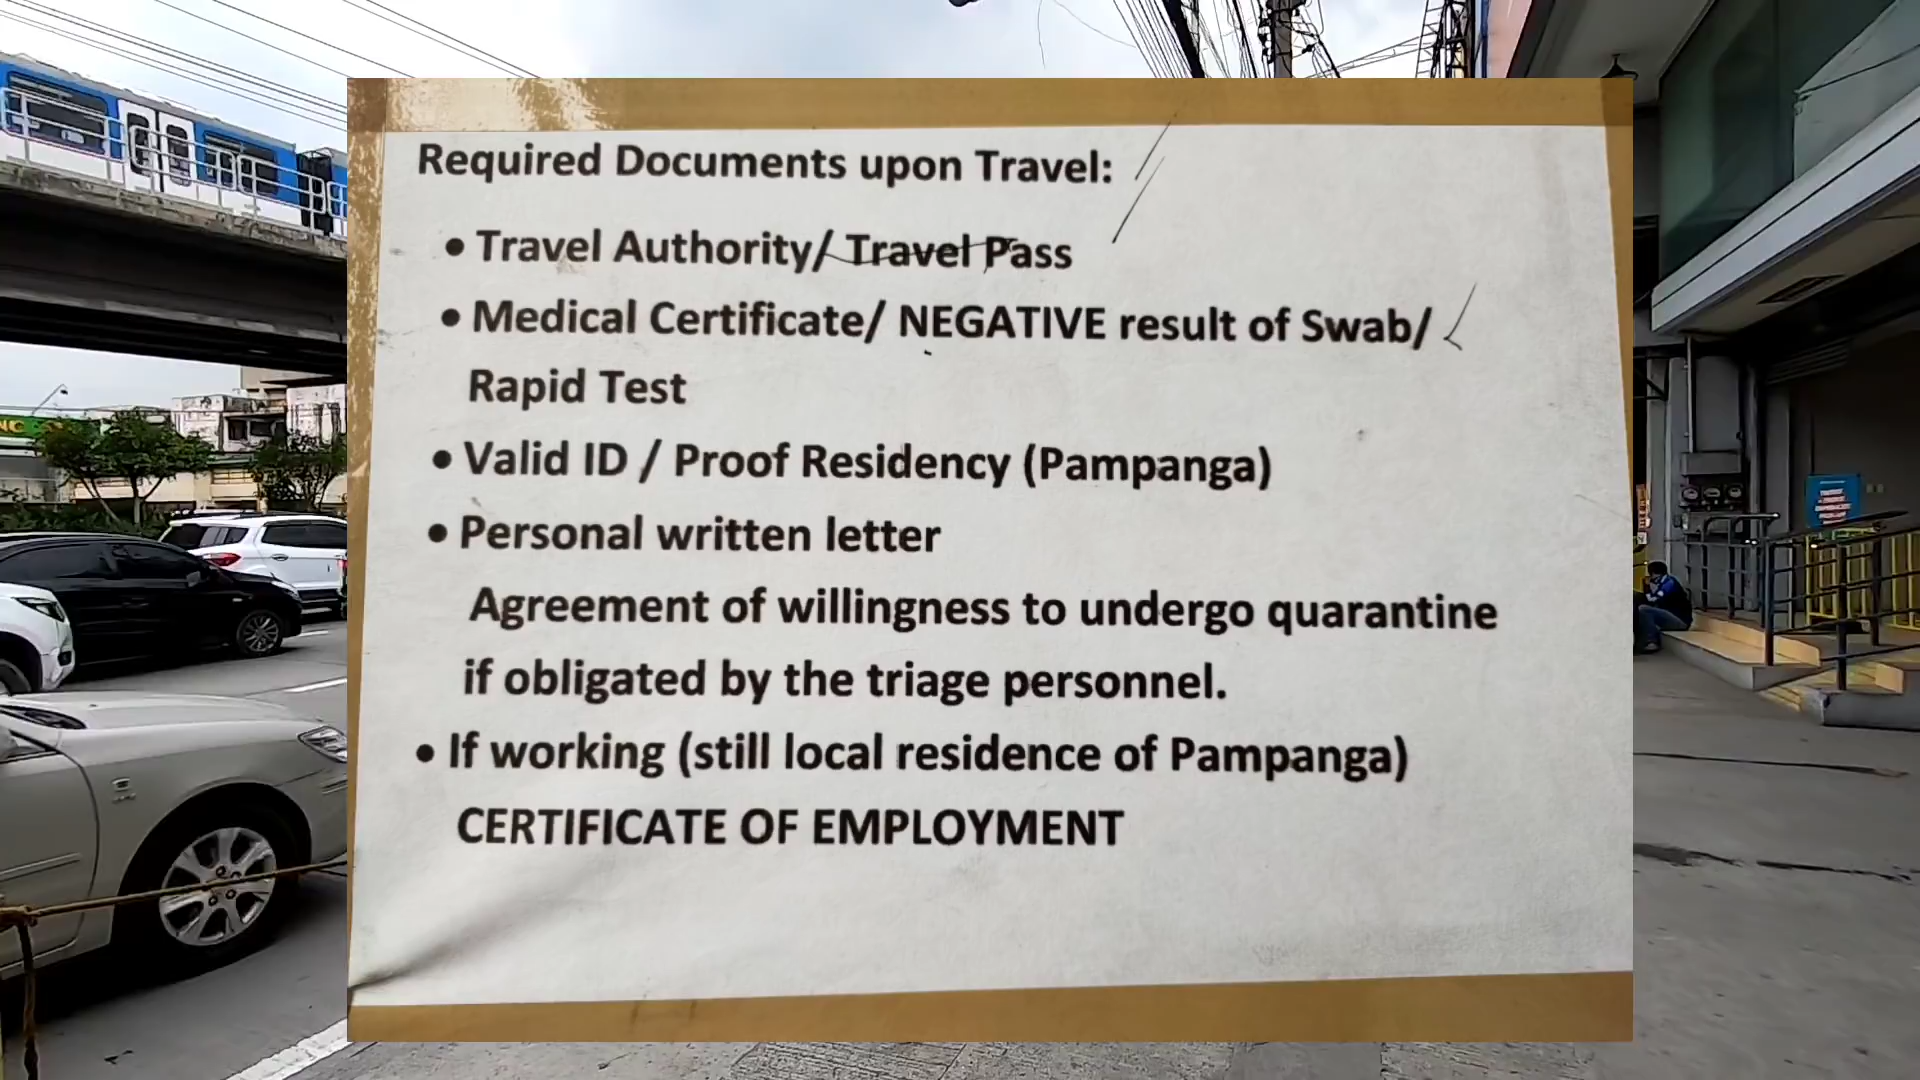 Required Documents upon Travel:
• Travel Authority/ Travel Pass
• Medical Certificate/ NEGATIVE result of Swab/
Rapid Test
• Valid ID / Proof Residency (Pampanga)
• Personal written letter
Agreement of willingness to undergo quarantine
if obligated by the triage personnel.
• If working (still local residence of Pampanga)
CERTIFICATE OF EMPLOYMENT